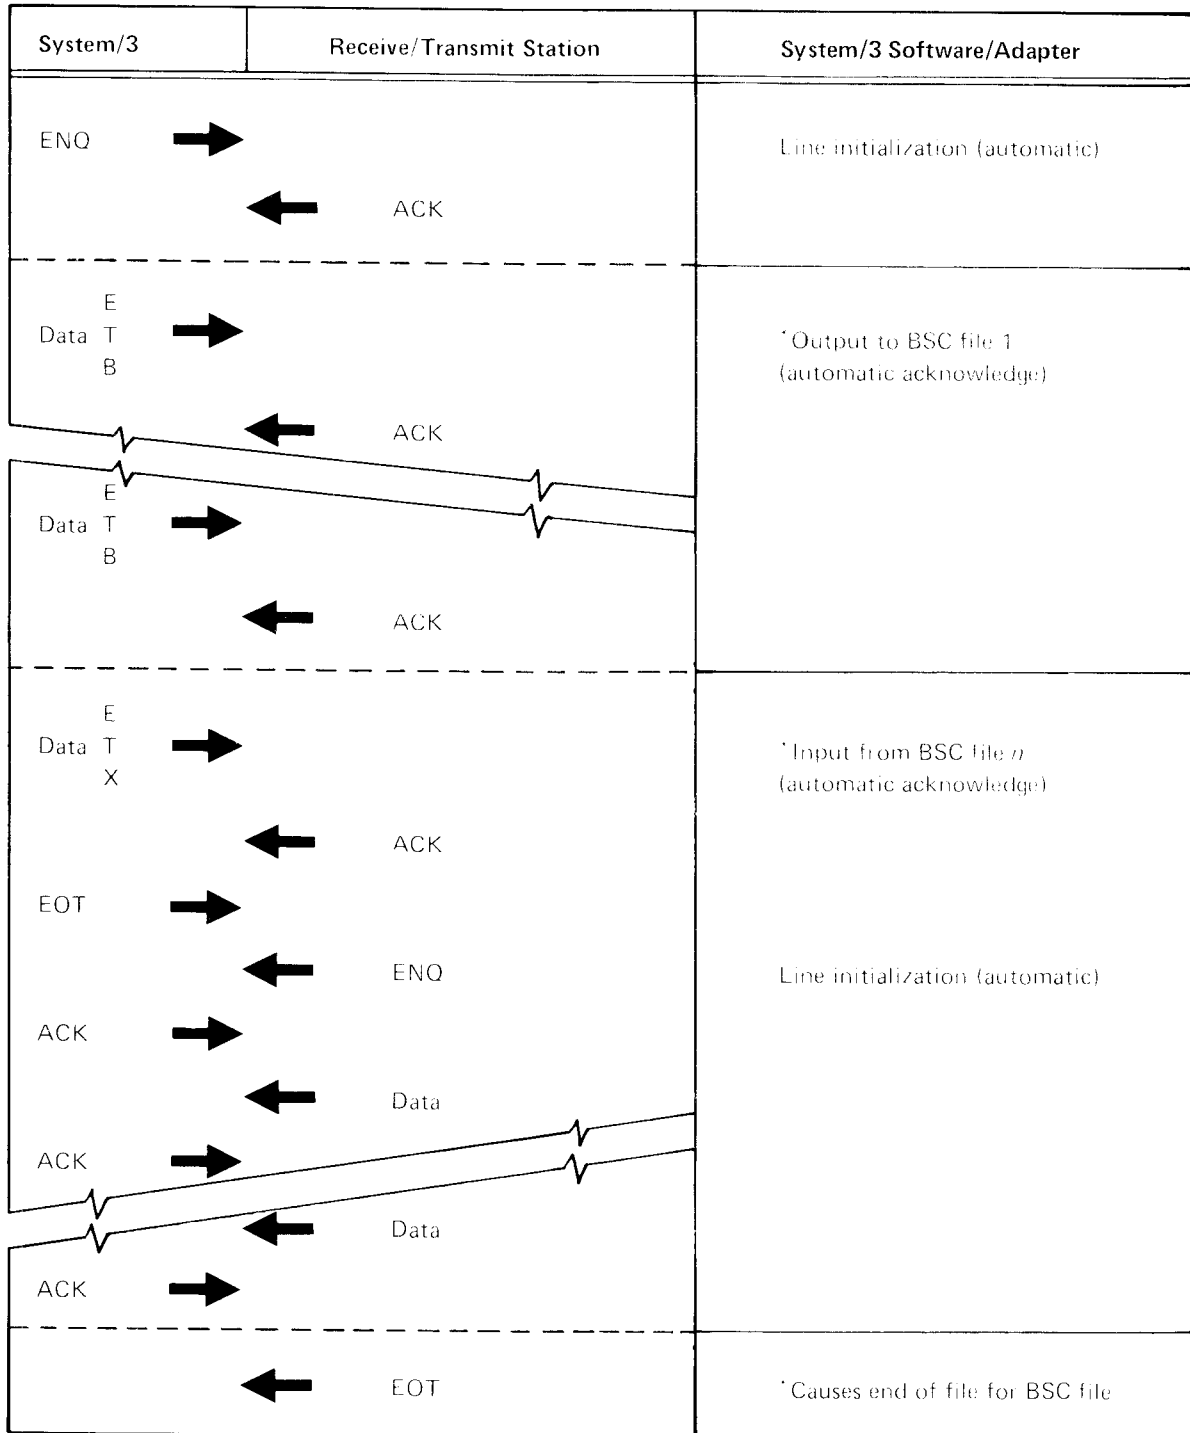 System/3 Receive/Transmit Station System/3 Software/Adapter
ENQ Line initialization (automatic)
ACK
E
Data T *Output to BSC file 1
B (automatic acknowledge)
ACK
E
Data T
B
ACK
E
Data T *Input from BSC file n
X (automatic acknowledge)
ACK
EOT
ENQ Line initialization (automatic)
ACK
Data
ACK
Data
ACK
EOT *Causes end of file for BSC file